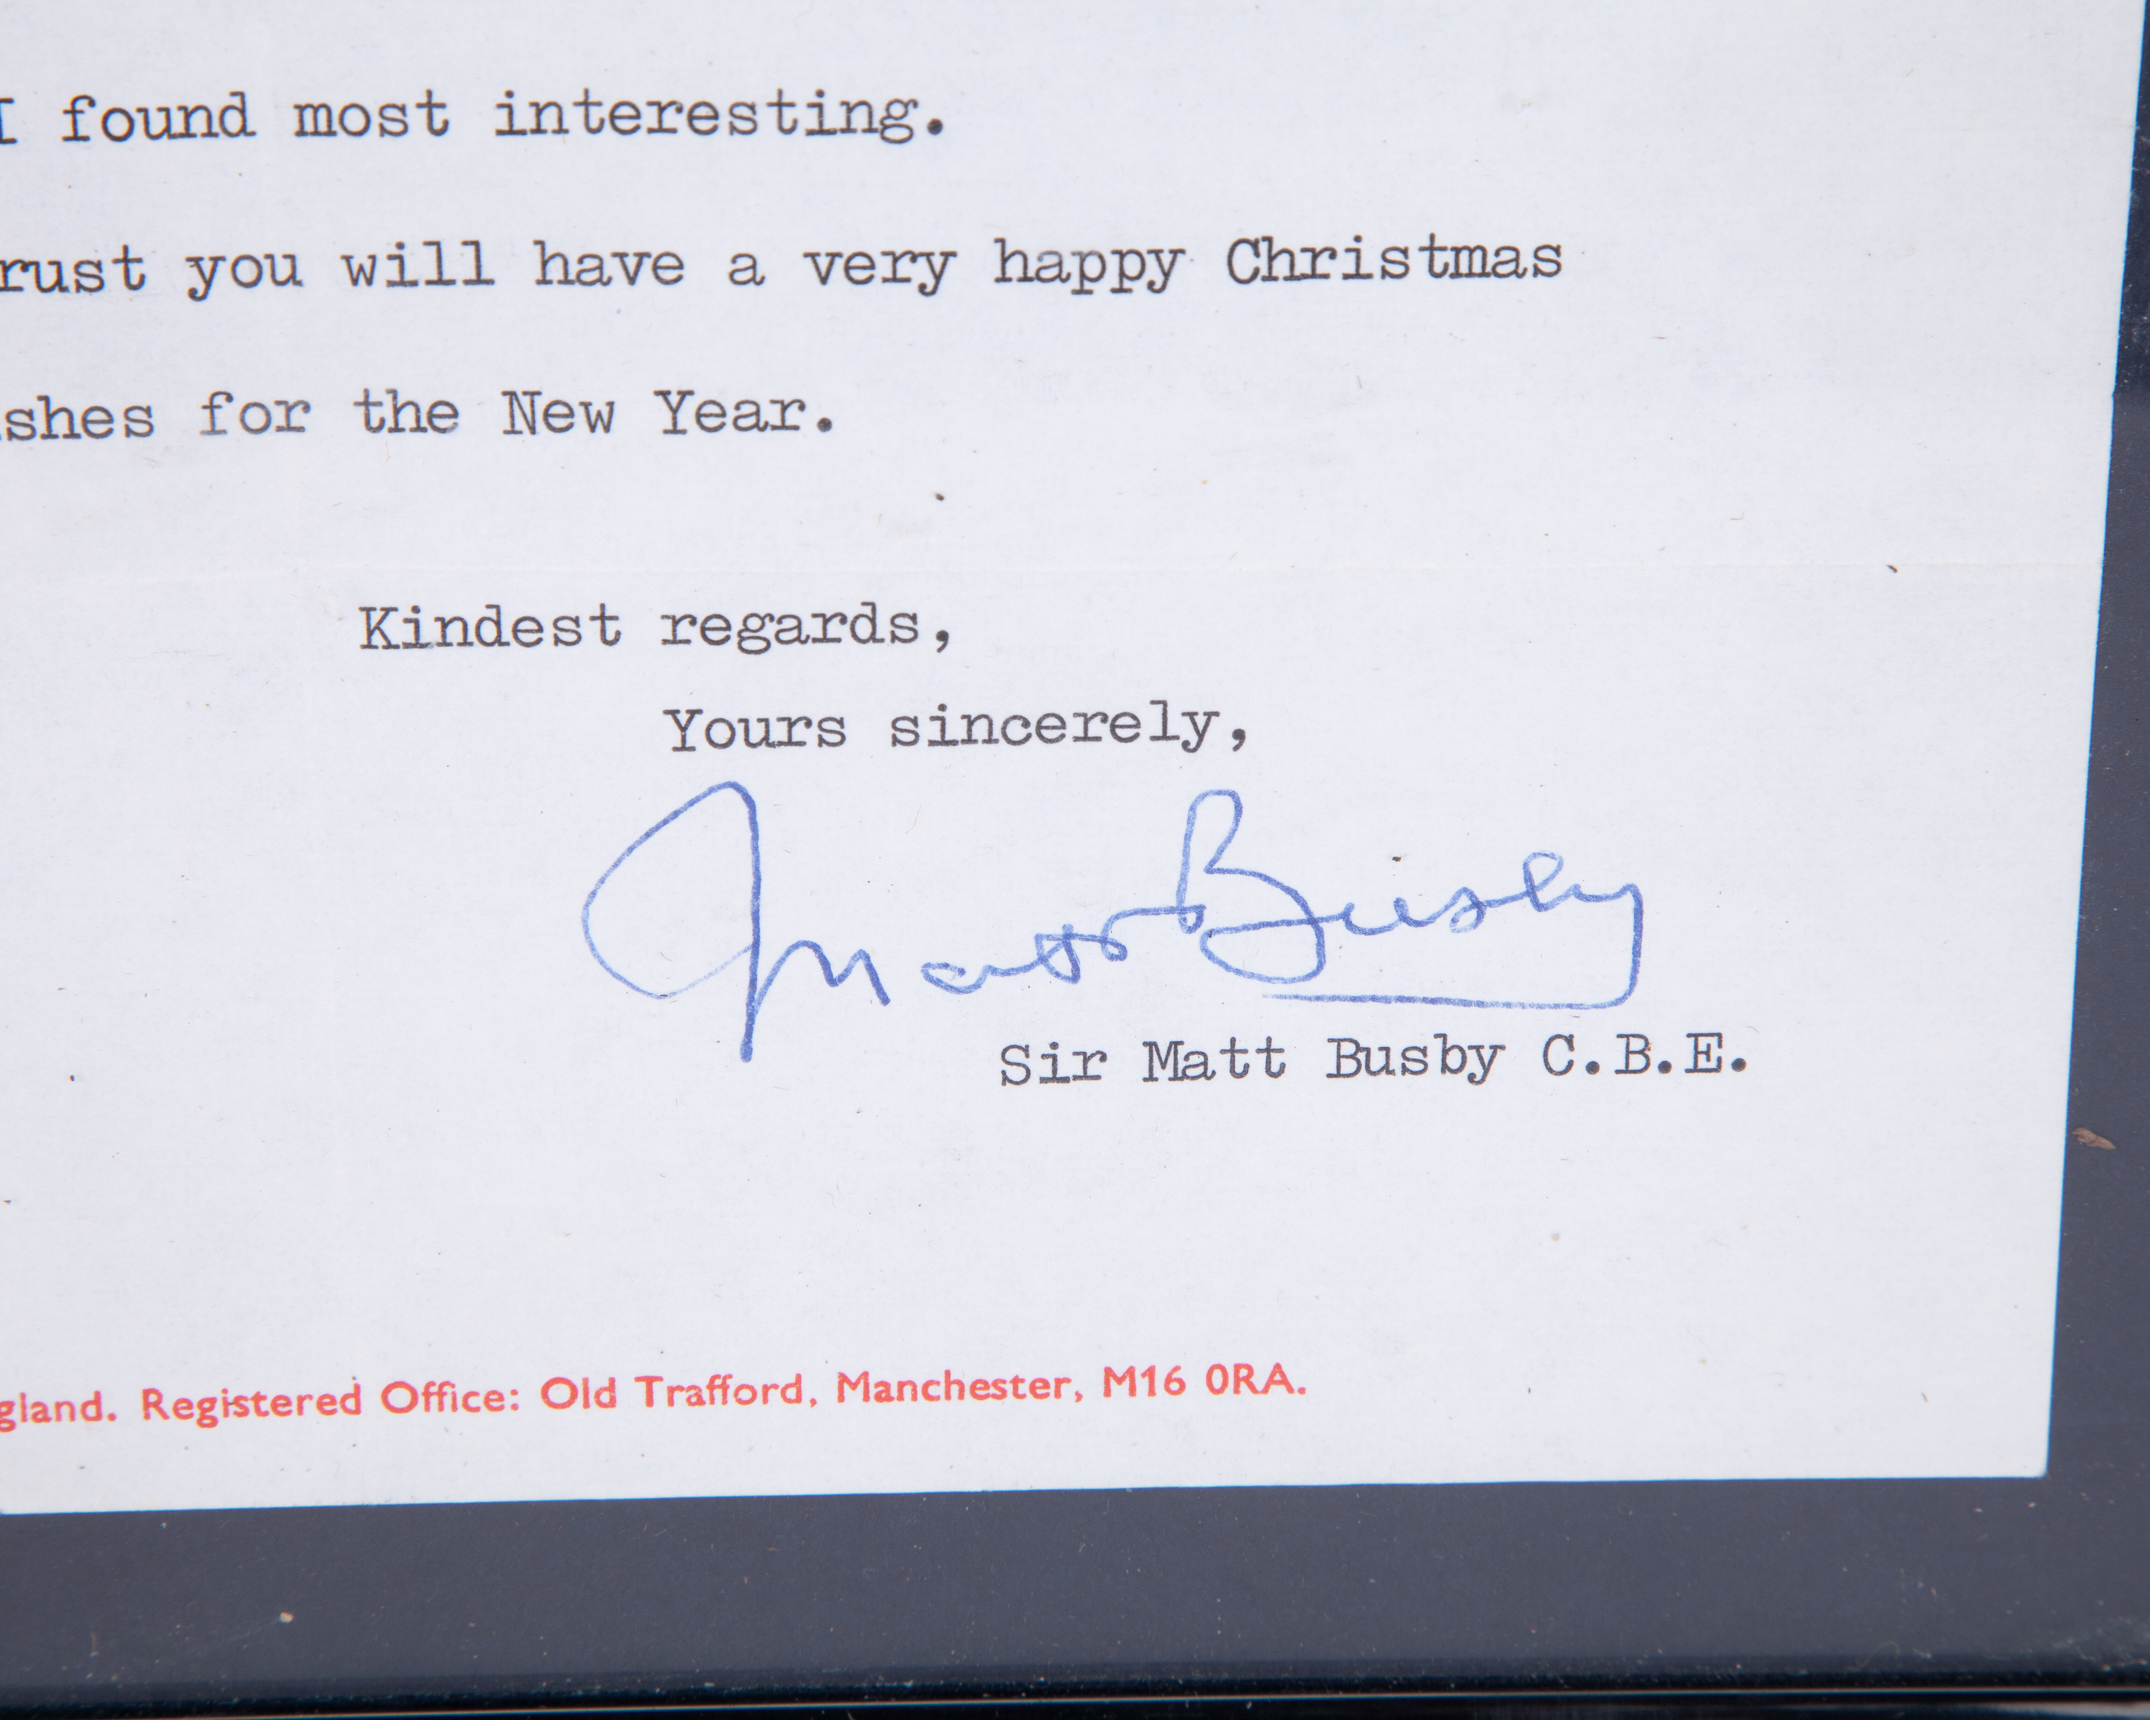 I found most interesting.
rust you will have a very happy Christmas
shes for the New Year.
Kindest regards,
Yours sincerely,
Matt Busby
Sir Matt Busby C.B.E.
gland. Registered Office: Old Trafford, Manchester, M16 0RA.